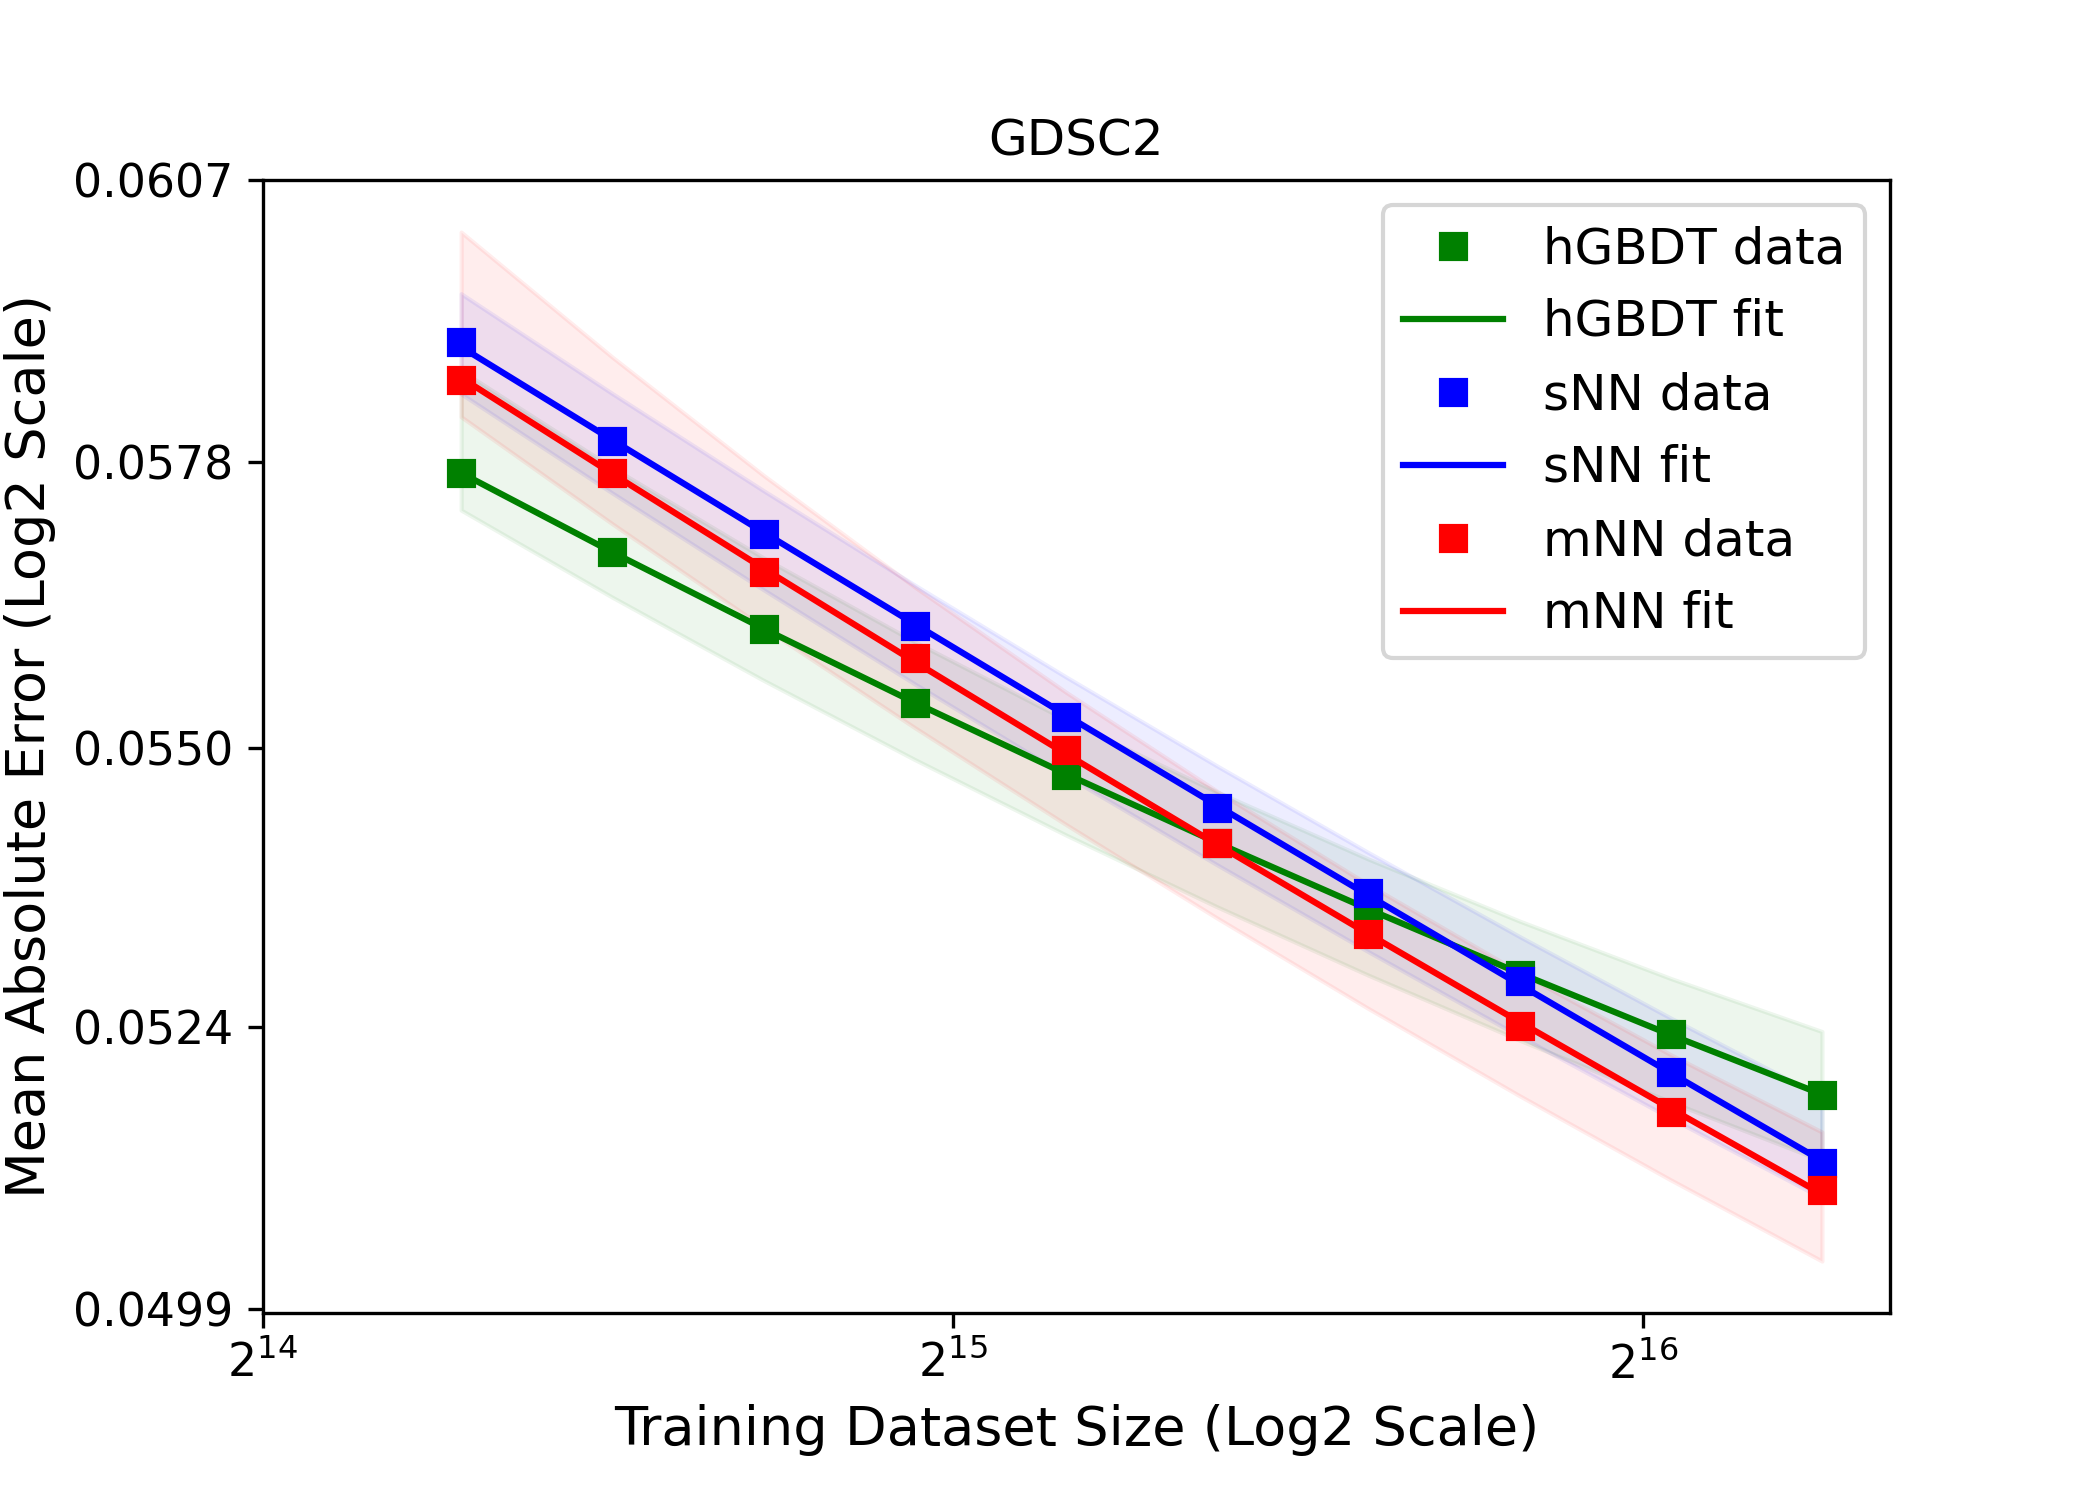 GDSC2
Mean Absolute Error (Log2 Scale)
0.0607
0.0578
0.0550
0.0524
0.0499
hGBDT data
hGBDT fit
sNN data
sNN fit
mNN data
mNN fit
2^14 2^15 2^16
Training Dataset Size (Log2 Scale)